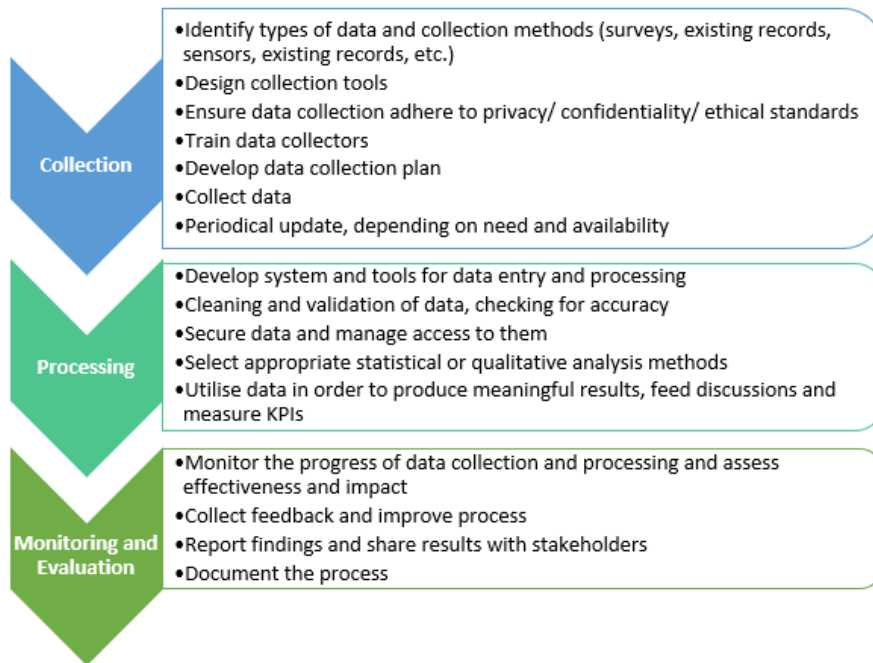 •Identify types of data and collection methods (surveys, existing records,
sensors, existing records, etc.)
•Design collection tools
•Ensure data collection adhere to privacy/ confidentiality/ ethical standards
•Train data collectors
•Develop data collection plan
•Collect data
•Periodical update, depending on need and availability
Collection
•Develop system and tools for data entry and processing
•Cleaning and validation of data, checking for accuracy
•Secure data and manage access to them
•Select appropriate statistical or qualitative analysis methods
•Utilise data in order to produce meaningful results, feed discussions and
measure KPIs
Processing
•Monitor the progress of data collection and processing and assess
effectiveness and impact
•Collect feedback and improve process
•Report findings and share results with stakeholders
•Document the process
Monitoring and
Evaluation